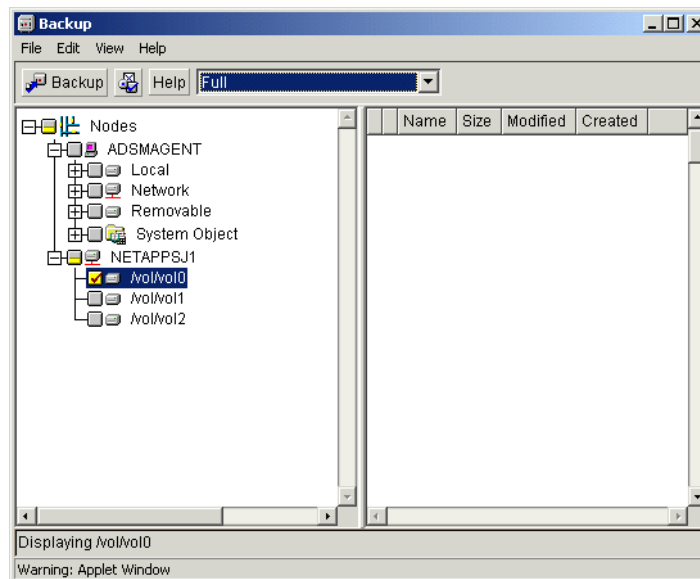 Backup
File Edit View Help
Backup Help Full
Name Size Modified Created
Nodes
ADSMAGENT
Local
Network
Removable
System Object
NETAPPSJ1
/vol/vol0
/vol/vol1
/vol/vol2
Displaying /vol/vol0
Warning: Applet Window